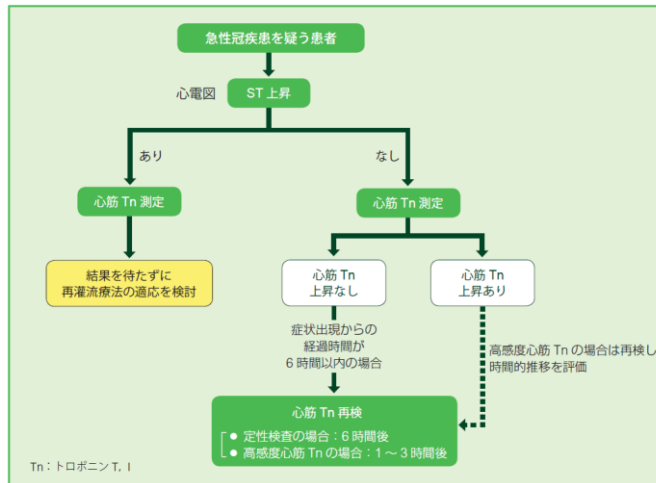 急性冠疾患を疑う患者
心電図
ST 上昇
あり
なし
心筋 Tn 測定
心筋 Tn 測定
結果を待たずに
再灌流療法の適応を検討
心筋 Tn
上昇なし
心筋 Tn
上昇あり
症状出現からの
経過時間が
6 時間以内の場合
高感度心筋 Tn の場合は再検し
時間的推移を評価
心筋 Tn 再検
● 定性検査の場合:6 時間後
● 高感度心筋 Tn の場合:1 〜 3 時間後
Tn:トロポニン T, I